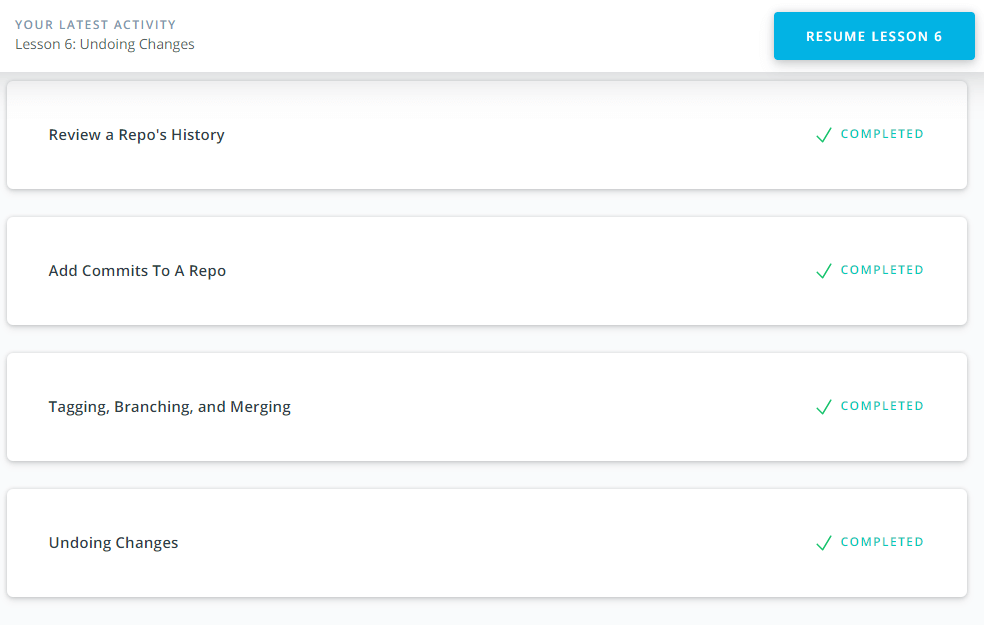 YOUR LATEST ACTIVITY
Lesson 6: Undoing Changes
RESUME LESSON 6
Review a Repo's History
COMPLETED
Add Commits To A Repo
COMPLETED
Tagging, Branching, and Merging
COMPLETED
Undoing Changes
COMPLETED